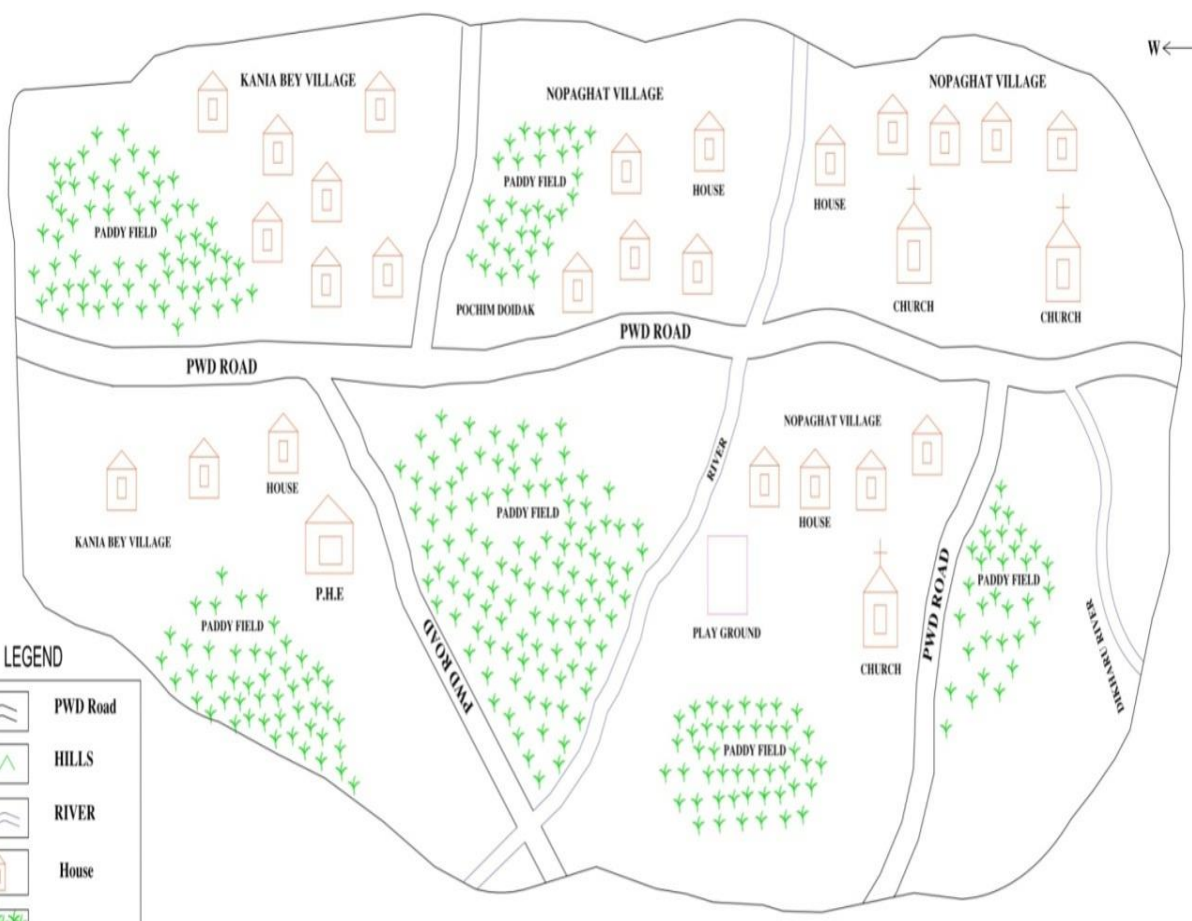 W
KANIA BEY VILLAGE
NOPAGHAT VILLAGE
NOPAGHAT VILLAGE
PADDY FIELD
HOUSE
HOUSE
PADDY FIELD
POCHIM DOIDAK
CHURCH
CHURCH
PWD ROAD
PWD ROAD
NOPAGHAT VILLAGE
RIVER
HOUSE
PADDY FIELD
HOUSE
KANIA BEY VILLAGE
P.H.E
PADDY FIELD
PWD ROAD
PADDY FIELD
PLAY GROUND
CHURCH
PWD ROAD
DIKHARU RIVER
PWD ROAD
PADDY FIELD
LEGEND
PWD Road
HILLS
RIVER
House